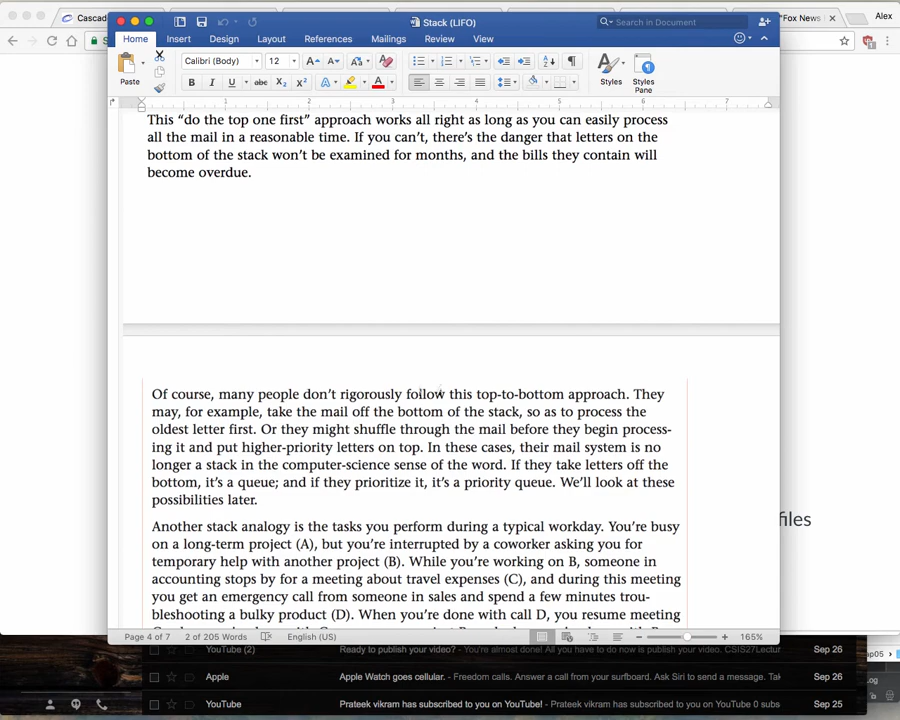 Cascad
Stack (LIFO)
Search in Document
"Fox News
Alex
Home
Insert
Design
Layout
References
Mailings
Review
View
Paste
Calibri (Body)
12
Styles
Styles
Pane
B I U abc X₂ X² A A
1 2 3 4 5 6 7
This “do the top one first” approach works all right as long as you can easily process
all the mail in a reasonable time. If you can’t, there’s the danger that letters on the
bottom of the stack won’t be examined for months, and the bills they contain will
become overdue.
Of course, many people don’t rigorously follow this top-to-bottom approach. They
may, for example, take the mail off the bottom of the stack, so as to process the
oldest letter first. Or they might shuffle through the mail before they begin process-
ing it and put higher-priority letters on top. In these cases, their mail system is no
longer a stack in the computer-science sense of the word. If they take letters off the
bottom, it’s a queue; and if they prioritize it, it’s a priority queue. We’ll look at these
possibilities later.
files
Another stack analogy is the tasks you perform during a typical workday. You’re busy
on a long-term project (A), but you’re interrupted by a coworker asking you for
temporary help with another project (B). While you’re working on B, someone in
accounting stops by for a meeting about travel expenses (C), and during this meeting
you get an emergency call from someone in sales and spend a few minutes trou-
bleshooting a bulky product (D). When you’re done with call D, you resume meeting
Page 4 of 7
2 of 205 Words
English (US)
165%
YouTube (2)
Ready to publish your video? - You're almost done! All you have to do now is publish your video. CSIS27Lectur
Sep 26
Apple
Apple Watch goes cellular. - Freedom calls. Answer a call from your surfboard. Ask Siri to send a message. Tak
Sep 26
YouTube
Prateek vikram has subscribed to you on YouTube! - Prateek vikram has subscribed to you on YouTube 0 subs
Sep 25
ap05
Log